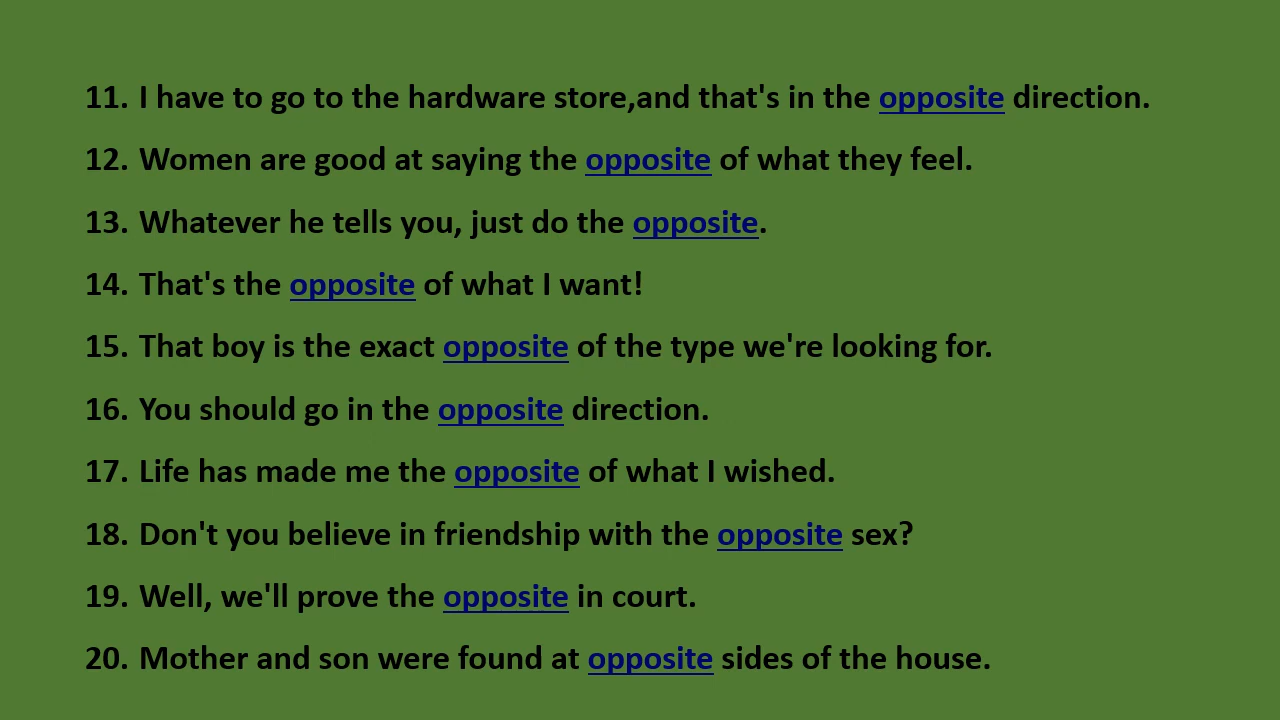 11. I have to go to the hardware store,and that's in the opposite direction.
12. Women are good at saying the opposite of what they feel.
13. Whatever he tells you, just do the opposite.
14. That's the opposite of what I want!
15. That boy is the exact opposite of the type we're looking for.
16. You should go in the opposite direction.
17. Life has made me the opposite of what I wished.
18. Don't you believe in friendship with the opposite sex?
19. Well, we'll prove the opposite in court.
20. Mother and son were found at opposite sides of the house.